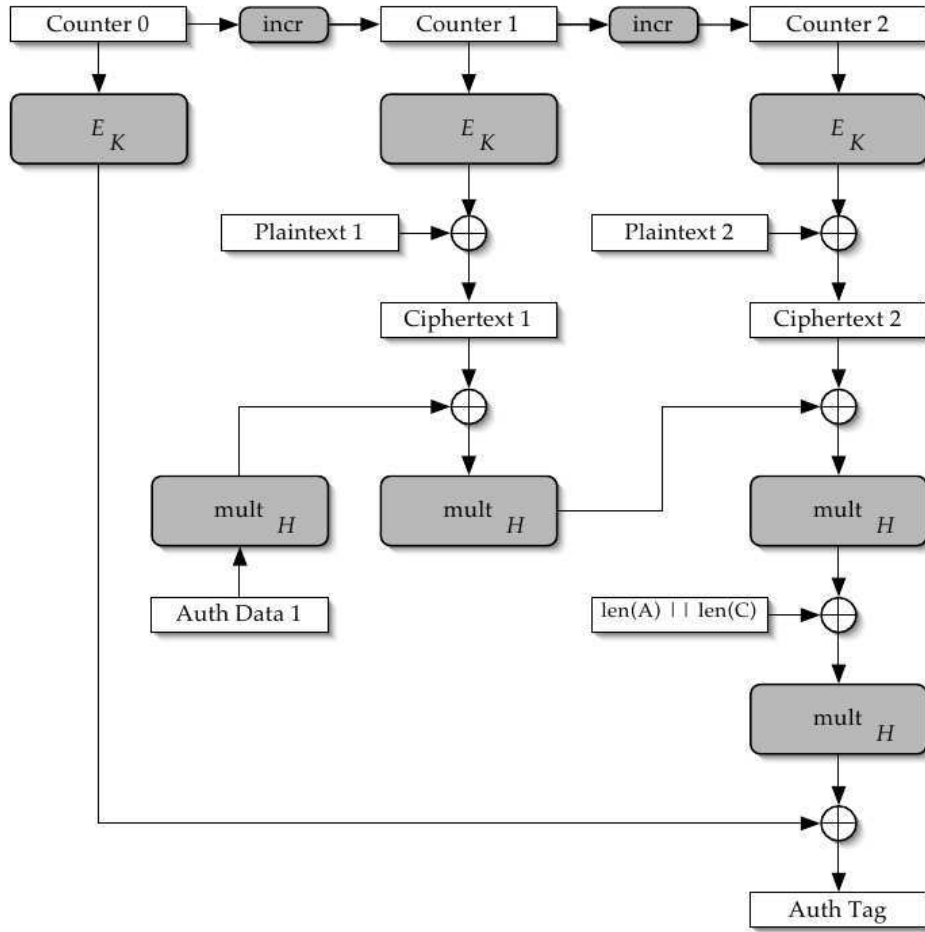 Counter 0 incr Counter 1 incr Counter 2
E K E K E K
Plaintext 1 Plaintext 2
Ciphertext 1 Ciphertext 2
mult H mult H mult H
Auth Data 1 len(A) || len(C)
mult H
Auth Tag